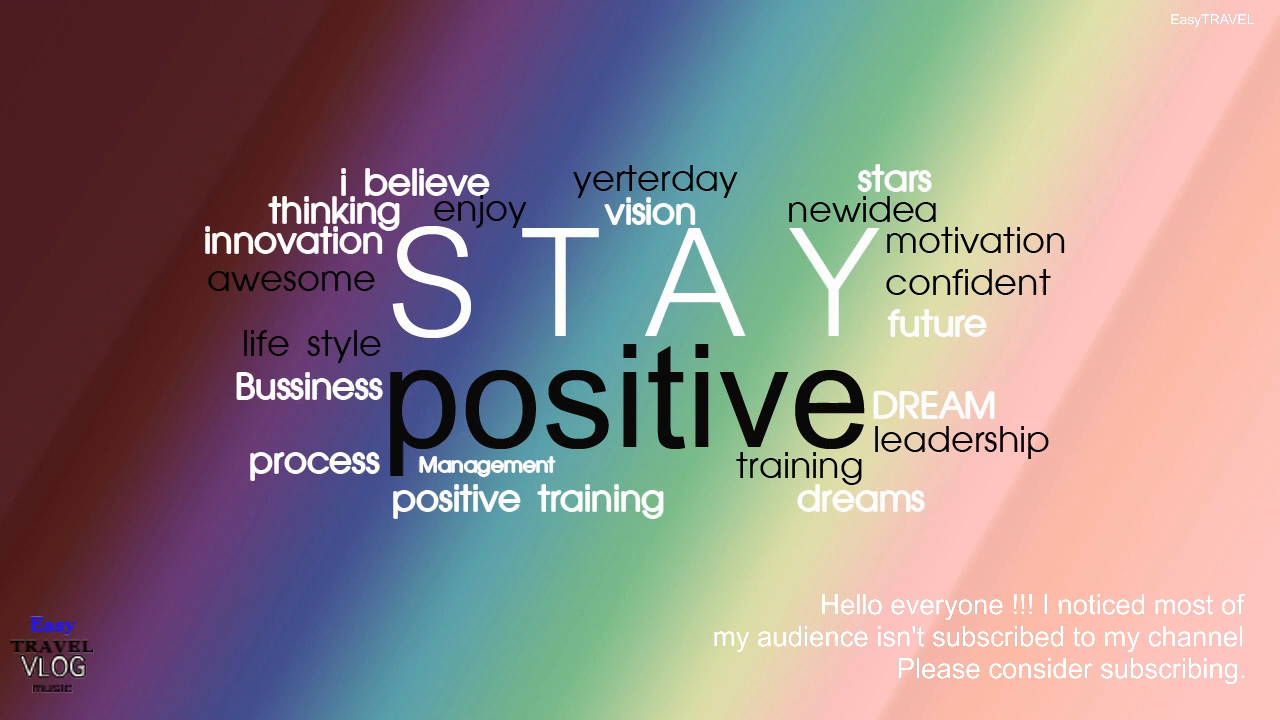 EasyTRAVEL
i believe
yerterday
stars
thinking
enjoy
vision
newidea
innovation
STAY
motivation
awesome
confident
future
life style
positive
Bussiness
DREAM
leadership
process
Management
training
positive training
dreams
Hello everyone !!! I noticed most of
my audience isn't subscribed to my channel
Please consider subscribing.
Easy
TRAVEL
VLOG
music